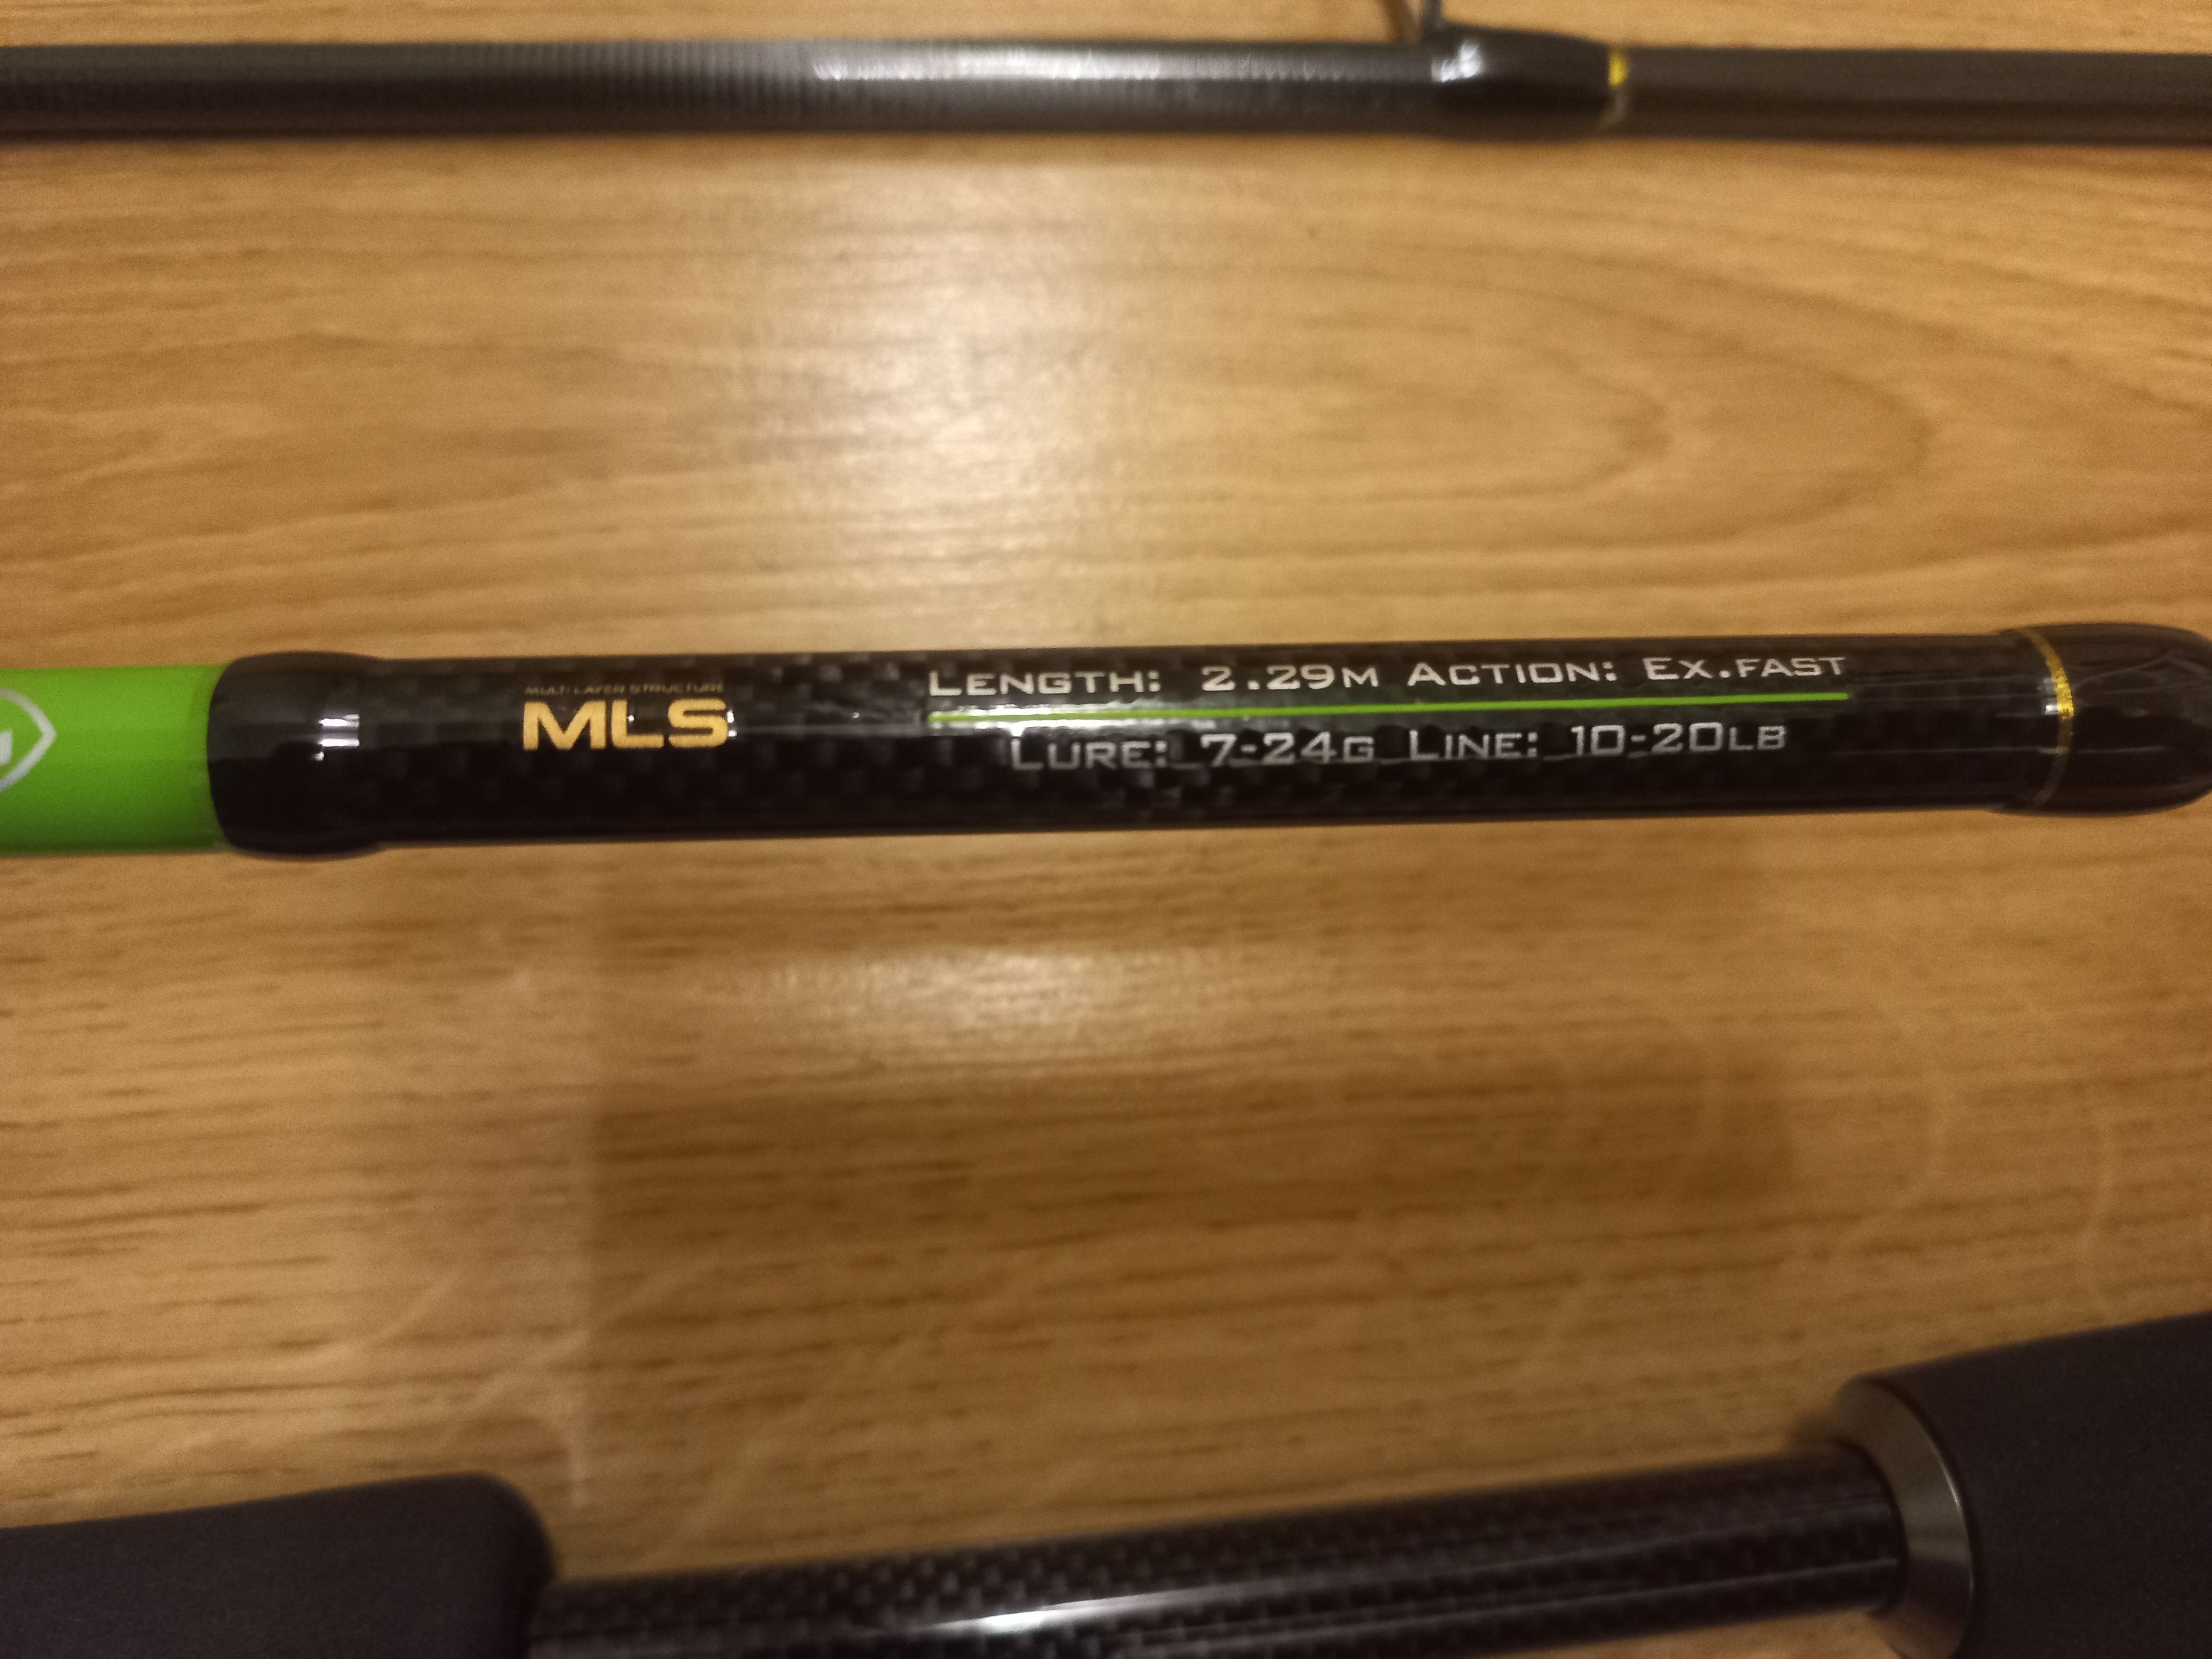 MULTI LAYER STRUCTURE
MLS
LENGTH: 2.29M ACTION: EX.FAST
LURE: 7-24G LINE: 10-20LB